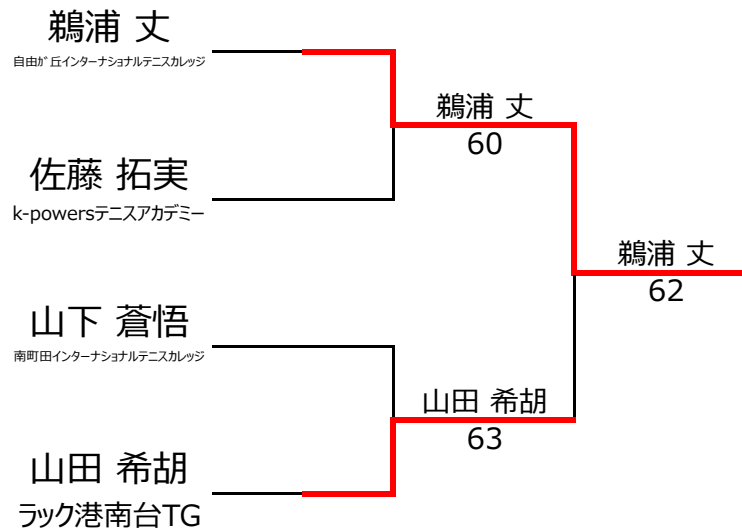 鵜浦 丈
自由が丘インターナショナルテニスカレッジ
鵜浦 丈
60
佐藤 拓実
k-powersテニスアカデミー
鵜浦 丈
62
山下 蒼悟
南町田インターナショナルテニスカレッジ
山田 希胡
63
山田 希胡
ラック港南台TG